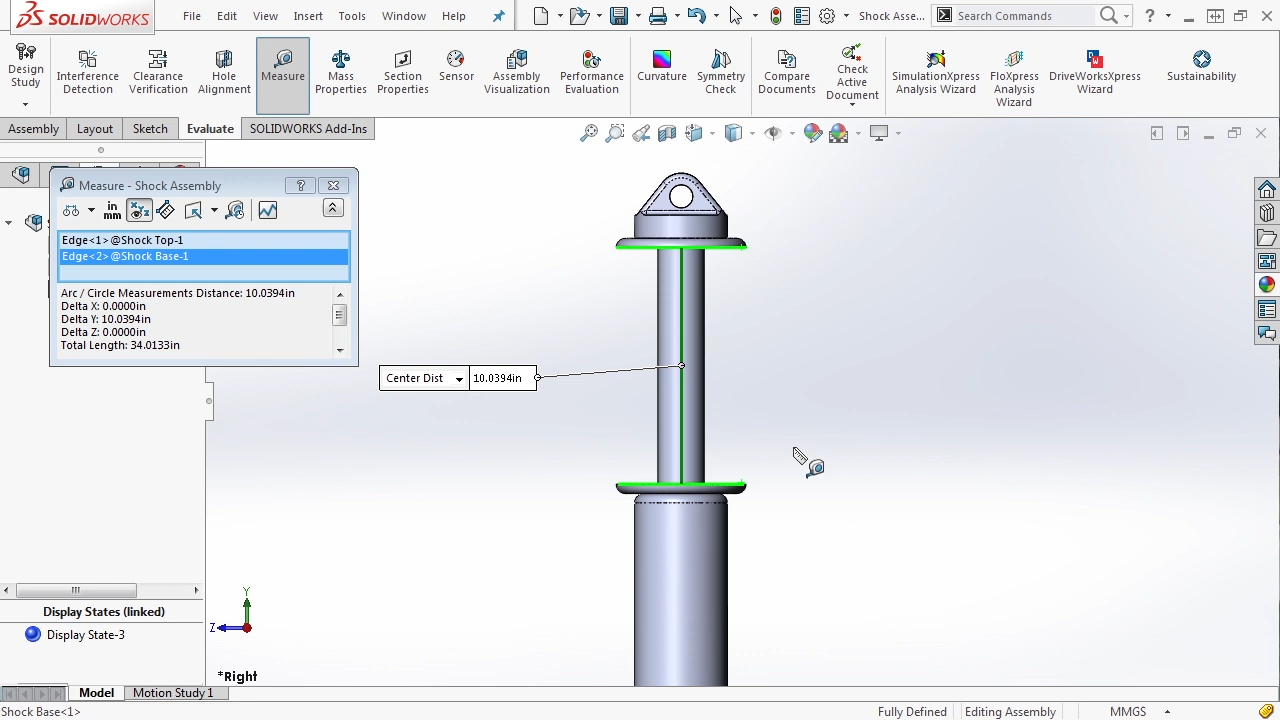 SOLIDWORKS
File Edit View Insert Tools Window Help
Shock Asse...
Search Commands
?
Design Study
Interference Detection
Clearance Verification
Hole Alignment
Measure
Mass Properties
Section Properties
Sensor
Assembly Visualization
Performance Evaluation
Curvature
Symmetry Check
Compare Documents
Check Active Document
SimulationXpress Analysis Wizard
FloXpress Analysis Wizard
DriveWorksXpress Wizard
Sustainability
Assembly Layout Sketch Evaluate SOLIDWORKS Add-Ins
Measure - Shock Assembly
?
in mm
Edge<1>@Shock Top-1
Edge<2>@Shock Base-1
Arc / Circle Measurements Distance: 10.0394in
Delta X: 0.0000in
Delta Y: 10.0394in
Delta Z: 0.0000in
Total Length: 34.0133in
Center Dist 10.0394in
Display States (linked)
Display State-3
Y
Z
*Right
Model Motion Study 1
Shock Base<1>
Fully Defined Editing Assembly MMGS